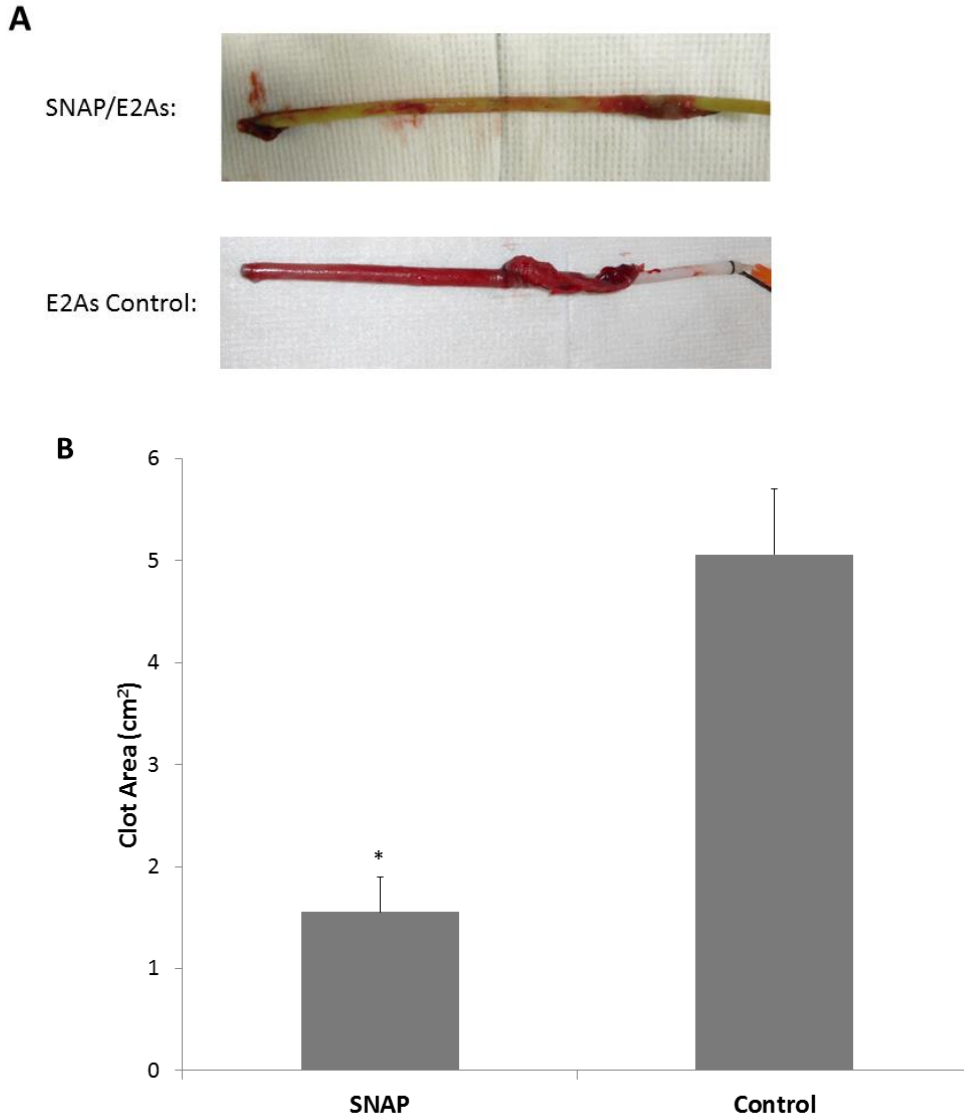 A
SNAP/E2As:
E2As Control:
B
6
5
4
3
2
1
0
Clot Area (cm²)
*
SNAP
Control